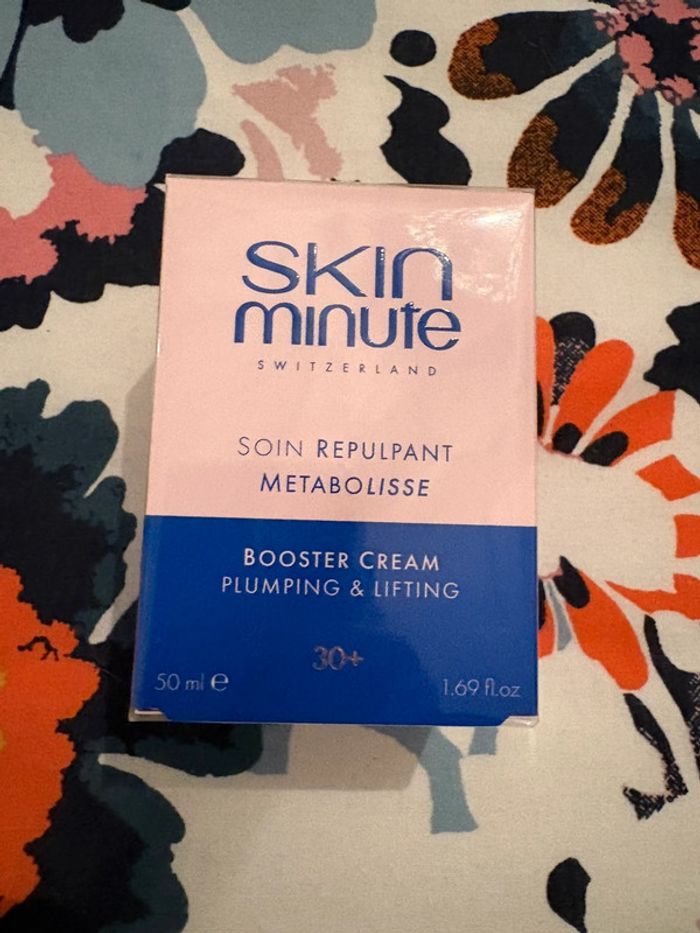 SKIN
minute
SWITZERLAND
SOIN REPULPANT
METABOLISSE
BOOSTER CREAM
PLUMPING & LIFTING
30+
50 ml e 1.69 fl.oz